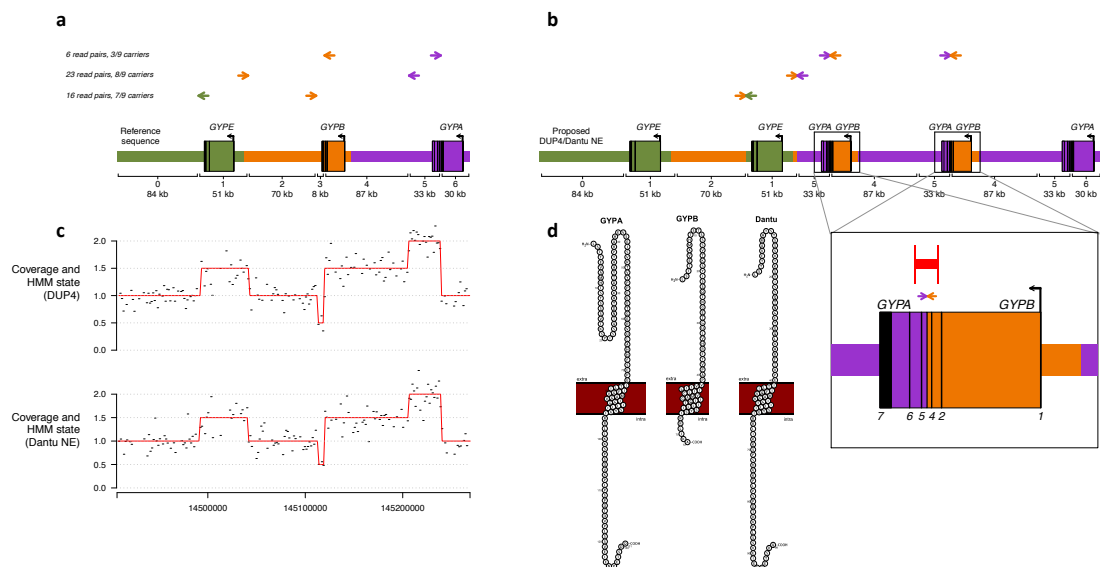 a
6 read pairs, 3/9 carriers
23 read pairs, 8/9 carriers
16 read pairs, 7/9 carriers
Reference
sequence
GYPE
GYPB
GYPA
0
1
2
3
4
5
6
84 kb
51 kb
70 kb
8 kb
87 kb
33 kb
30 kb
b
Proposed
DUP4/Dantu NE
GYPE
GYPE
GYPA
GYPB
GYPA
GYPB
GYPA
0
1
2
1
5
4
5
4
5
6
84 kb
51 kb
70 kb
51 kb
33 kb
87 kb
33 kb
87 kb
33 kb
30 kb
GYPA
GYPB
7
6
5
4
2
1
c
Coverage and
HMM state
(DUP4)
2.0
1.5
1.0
0.5
0.0
Coverage and
HMM state
(Dantu NE)
2.0
1.5
1.0
0.5
0.0
14500000
145100000
145200000
d
GYPA
GYPB
Dantu
extra
intra
extra
intra
extra
intra